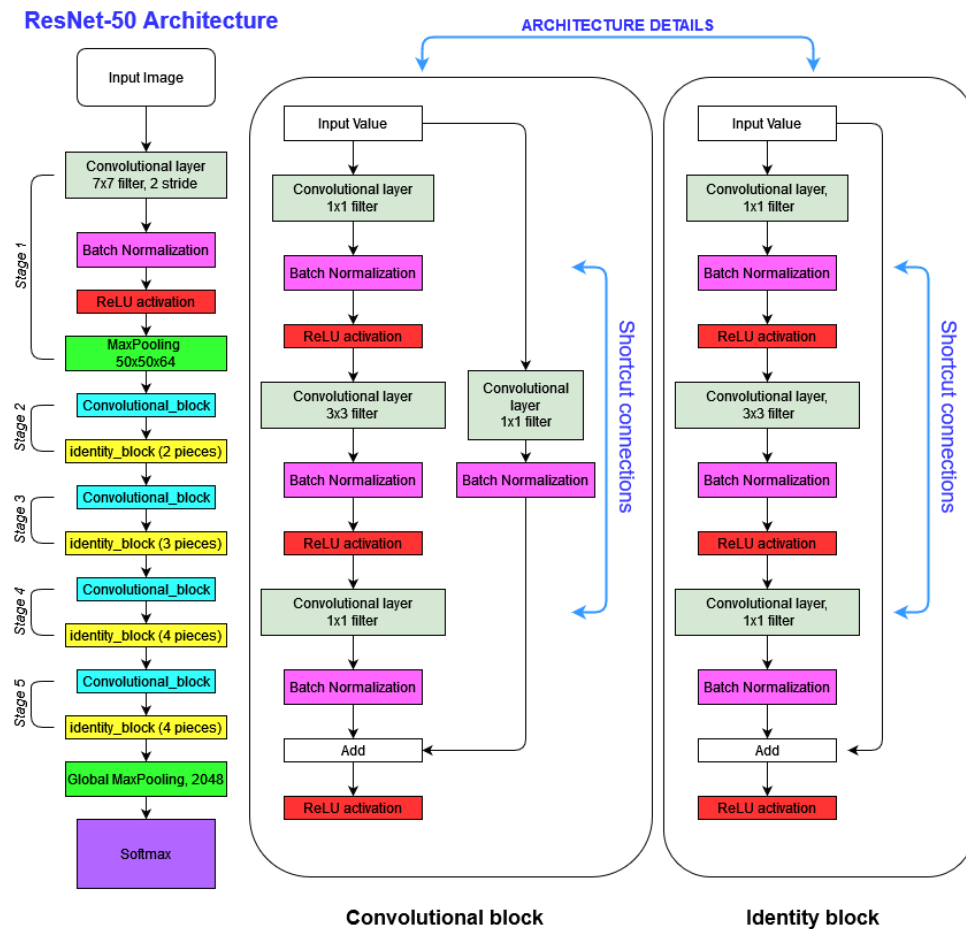 ResNet-50 Architecture
ARCHITECTURE DETAILS
Input Image
Convolutional layer
7x7 filter, 2 stride
Batch Normalization
ReLU activation
MaxPooling
50x50x64
Stage 1
Convolutional_block
identity_block (2 pieces)
Stage 2
Convolutional_block
identity_block (3 pieces)
Stage 3
Convolutional_block
identity_block (4 pieces)
Stage 4
Convolutional_block
identity_block (4 pieces)
Stage 5
Global MaxPooling, 2048
Softmax
Input Value
Convolutional layer
1x1 filter
Batch Normalization
ReLU activation
Convolutional layer
3x3 filter
Batch Normalization
ReLU activation
Convolutional layer
1x1 filter
Batch Normalization
Add
ReLU activation
Convolutional
layer
1x1 filter
Batch Normalization
Shortcut connections
Convolutional block
Input Value
Convolutional layer,
1x1 filter
Batch Normalization
ReLU activation
Convolutional layer,
3x3 filter
Batch Normalization
ReLU activation
Convolutional layer,
1x1 filter
Batch Normalization
Add
ReLU activation
Shortcut connections
Identity block